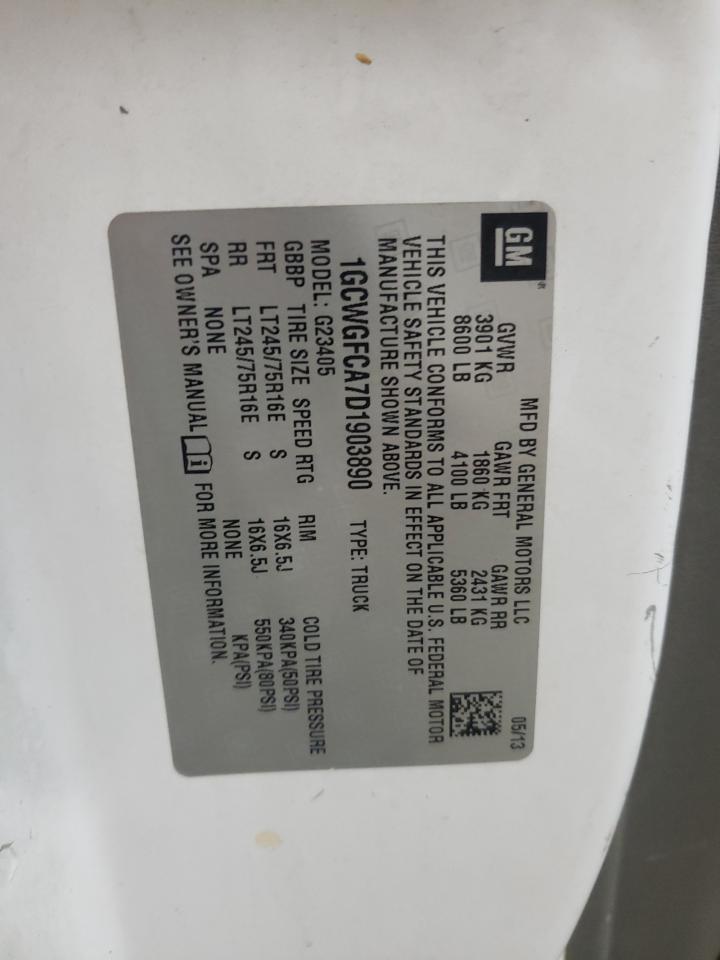 GM
MFD BY GENERAL MOTORS LLC 05/13
GVWR GAWR FRT GAWR RR
3901 KG 1860 KG 2431 KG
8600 LB 4100 LB 5360 LB
THIS VEHICLE CONFORMS TO ALL APPLICABLE U.S. FEDERAL MOTOR
VEHICLE SAFETY STANDARDS IN EFFECT ON THE DATE OF
MANUFACTURE SHOWN ABOVE.
1GCWGFCA7D1903890 TYPE: TRUCK
MODEL: G23405
GBBP TIRE SIZE SPEED RTG RIM COLD TIRE PRESSURE
FRT LT245/75R16E S 16X6.5J 340KPA(50PSI)
RR LT245/75R16E S 16X6.5J 550KPA(80PSI)
SPA NONE NONE KPA(PSI)
SEE OWNER'S MANUAL i FOR MORE INFORMATION.